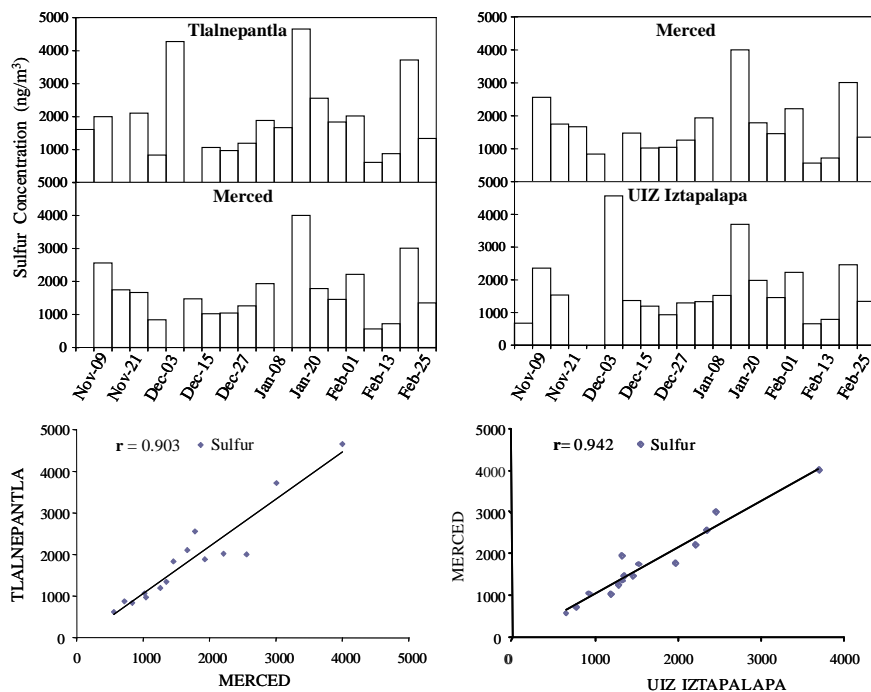 Sulfur Concentration (ng/m³)
5000
4000
3000
2000
1000
5000
4000
3000
2000
1000
0
Tlalnepantla
Merced
Nov-09
Nov-21
Dec-03
Dec-15
Dec-27
Jan-08
Jan-20
Feb-01
Feb-13
Feb-25
5000
4000
3000
2000
1000
5000
4000
3000
2000
1000
0
Merced
UIZ Iztapalapa
Nov-09
Nov-21
Dec-03
Dec-15
Dec-27
Jan-08
Jan-20
Feb-01
Feb-13
Feb-25
TLALNEPANTLA
5000
4000
3000
2000
1000
0
r = 0.903 Sulfur
0 1000 2000 3000 4000 5000
MERCED
MERCED
5000
4000
3000
2000
1000
0
r= 0.942 Sulfur
0 1000 2000 3000 4000
UIZ IZTAPALAPA